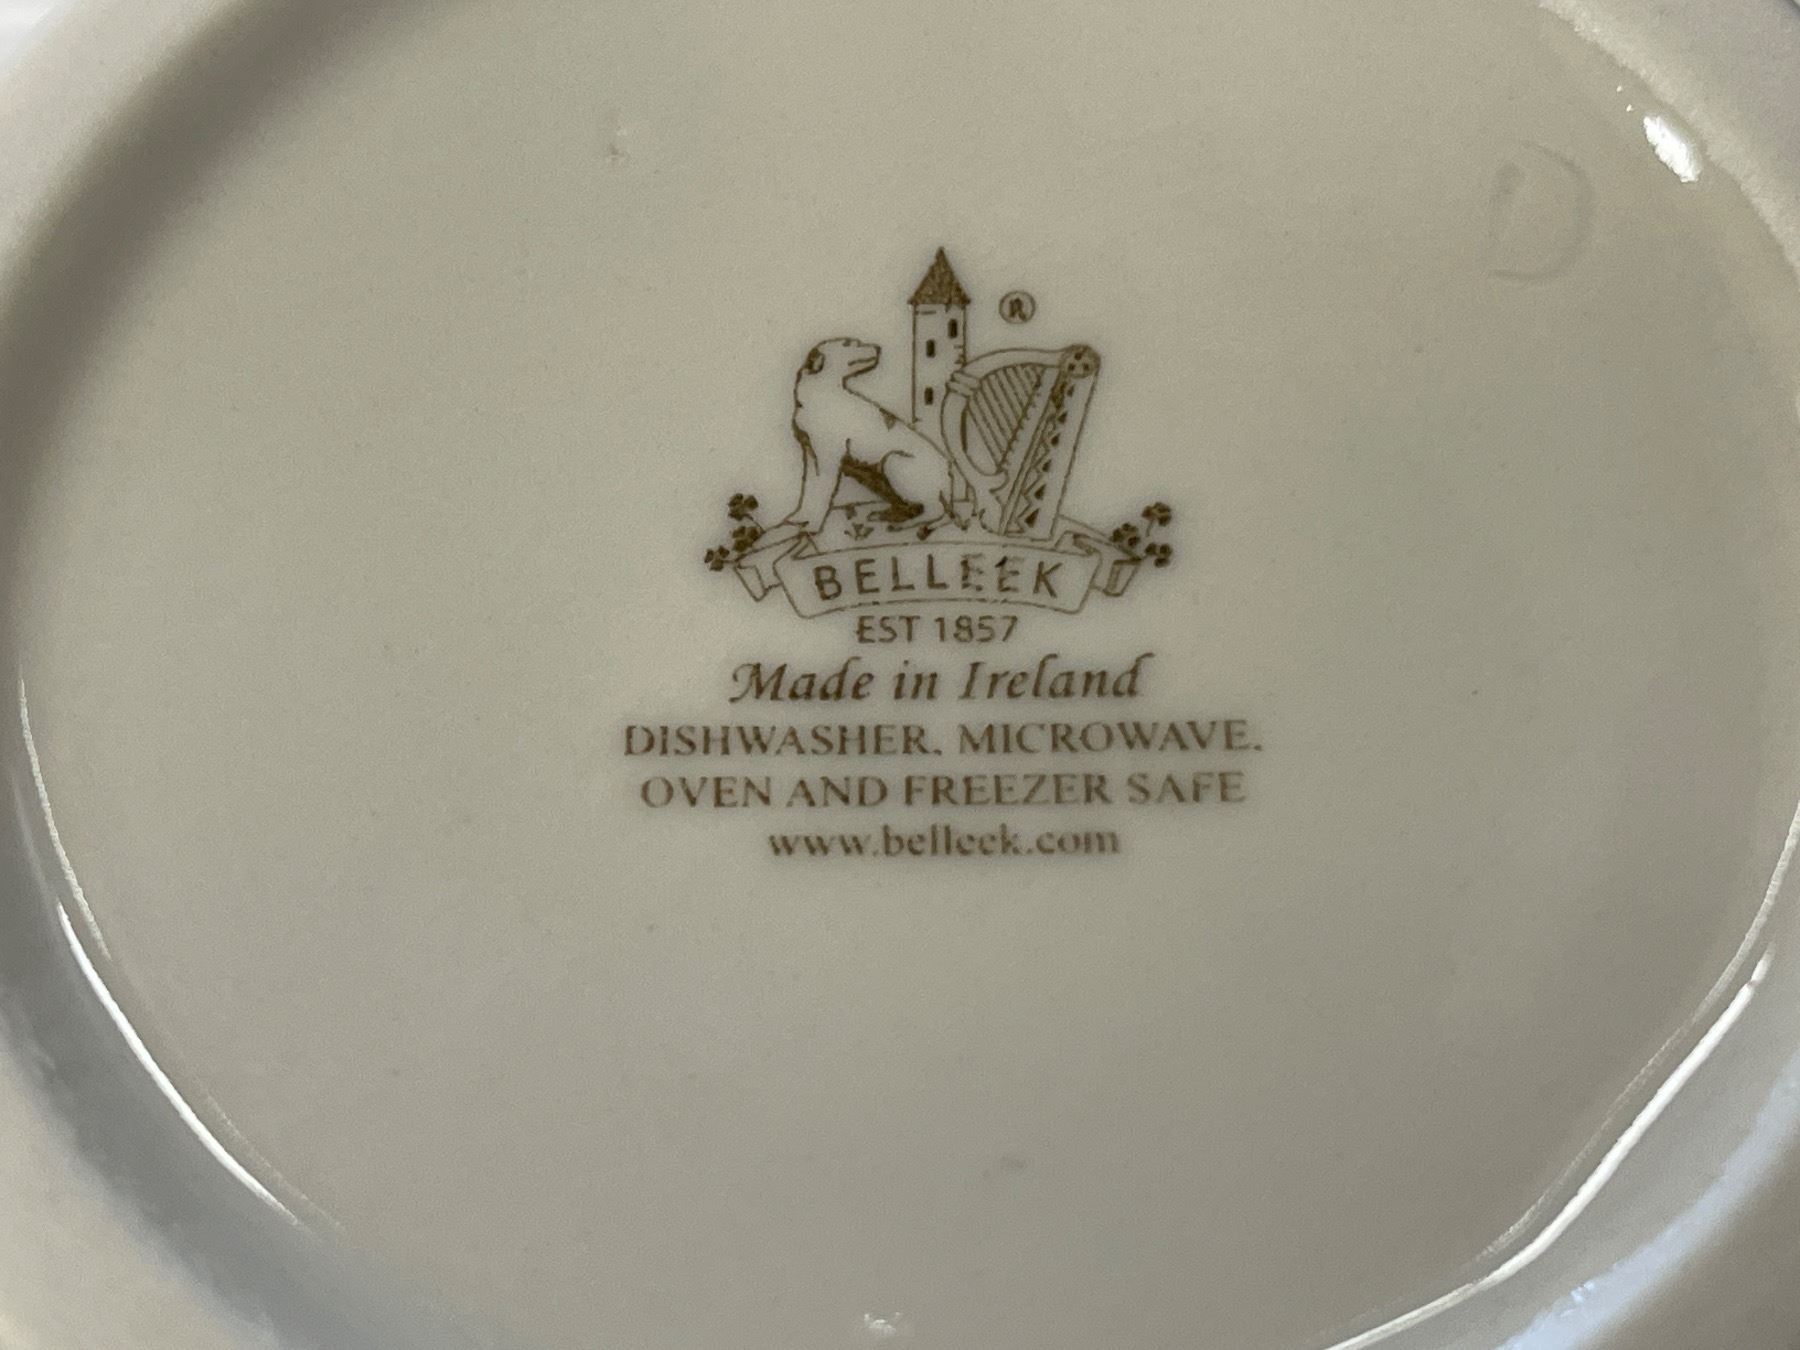 ®
BELLEEK
EST 1857
Made in Ireland
DISHWASHER, MICROWAVE,
OVEN AND FREEZER SAFE
www.belleek.com